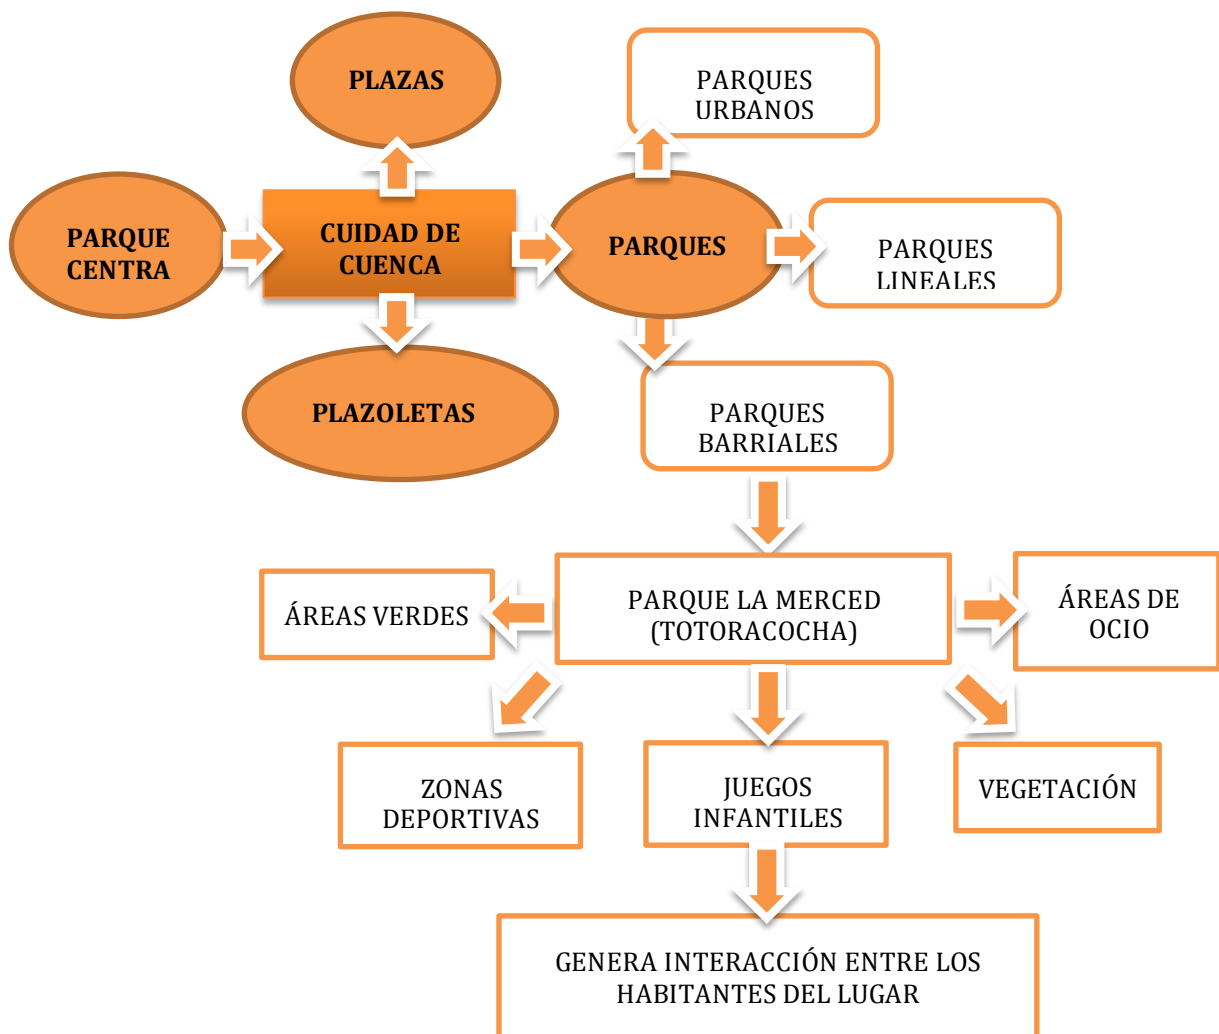 PLAZAS
PARQUES
URBANOS
PARQUE
CENTRA
CUIDAD DE
CUENCA
PARQUES
PARQUES
LINEALES
PLAZOLETAS
PARQUES
BARRIALES
ÁREAS VERDES
PARQUE LA MERCED
(TOTORACOCHA)
ÁREAS DE
OCIO
ZONAS
DEPORTIVAS
JUEGOS
INFANTILES
VEGETACIÓN
GENERA INTERACCIÓN ENTRE LOS
HABITANTES DEL LUGAR